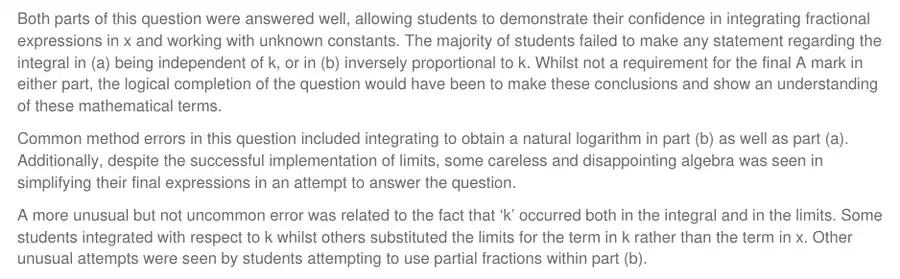 Both parts of this question were answered well, allowing students to demonstrate their confidence in integrating fractional
expressions in x and working with unknown constants. The majority of students failed to make any statement regarding the
integral in (a) being independent of k, or in (b) inversely proportional to k. Whilst not a requirement for the final A mark in
either part, the logical completion of the question would have been to make these conclusions and show an understanding
of these mathematical terms.
Common method errors in this question included integrating to obtain a natural logarithm in part (b) as well as part (a).
Additionally, despite the successful implementation of limits, some careless and disappointing algebra was seen in
simplifying their final expressions in an attempt to answer the question.
A more unusual but not uncommon error was related to the fact that ‘k’ occurred both in the integral and in the limits. Some
students integrated with respect to k whilst others substituted the limits for the term in k rather than the term in x. Other
unusual attempts were seen by students attempting to use partial fractions within part (b).